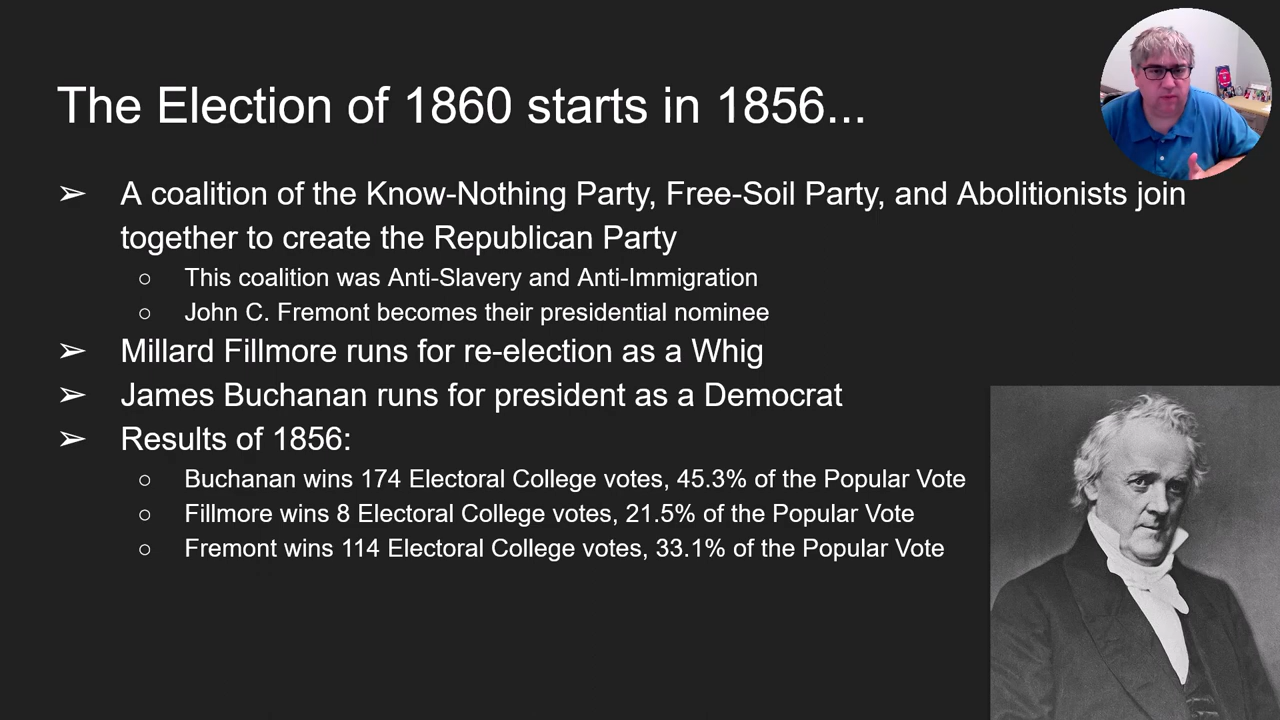 The Election of 1860 starts in 1856...
➢ A coalition of the Know-Nothing Party, Free-Soil Party, and Abolitionists join
together to create the Republican Party
○ This coalition was Anti-Slavery and Anti-Immigration
○ John C. Fremont becomes their presidential nominee
➢ Millard Fillmore runs for re-election as a Whig
➢ James Buchanan runs for president as a Democrat
➢ Results of 1856:
○ Buchanan wins 174 Electoral College votes, 45.3% of the Popular Vote
○ Fillmore wins 8 Electoral College votes, 21.5% of the Popular Vote
○ Fremont wins 114 Electoral College votes, 33.1% of the Popular Vote